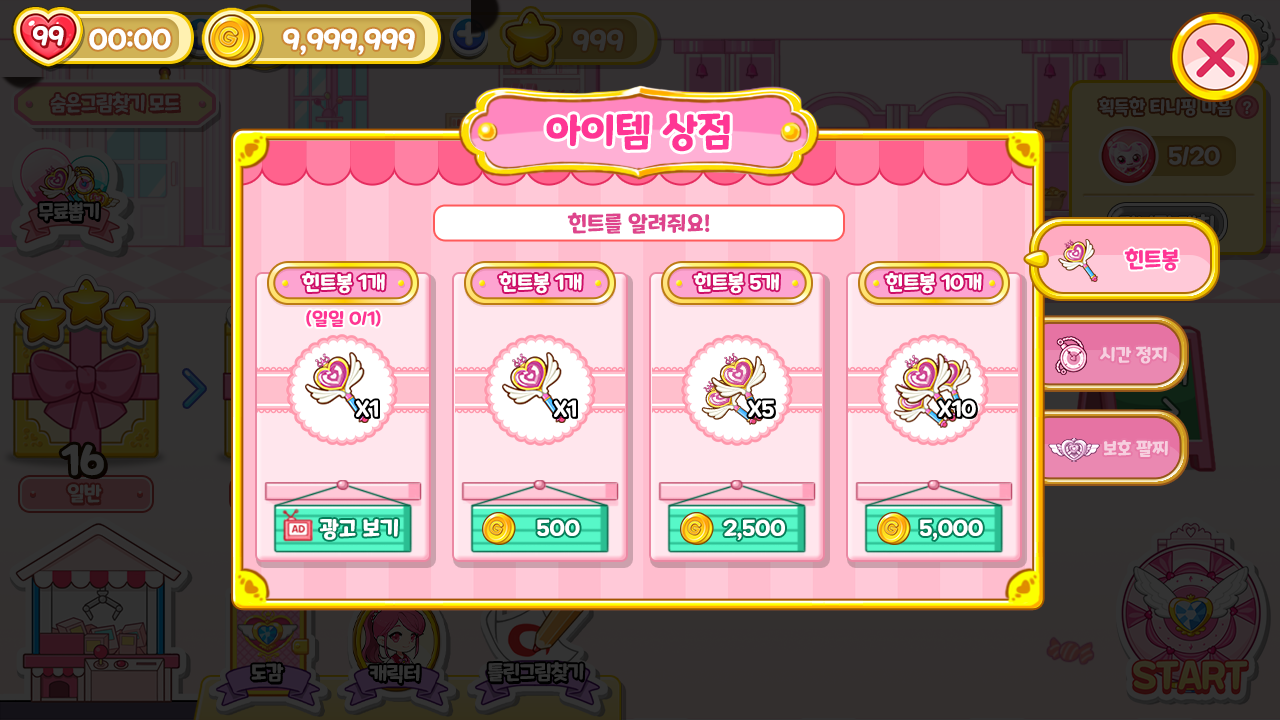 99
00:00
9,999,999
999
숨은그림찾기 모드
획득한 티니핑 마음 ?
5/20
무료뽑기
16
일반
아이템 상점
힌트를 알려줘요!
힌트봉 1개
(일일 0/1)
X1
AD 광고 보기
힌트봉 1개
X1
500
힌트봉 5개
X5
2,500
힌트봉 10개
X10
5,000
힌트봉
시간 정지
보호 팔찌
도감
캐릭터
틀린그림찾기
START